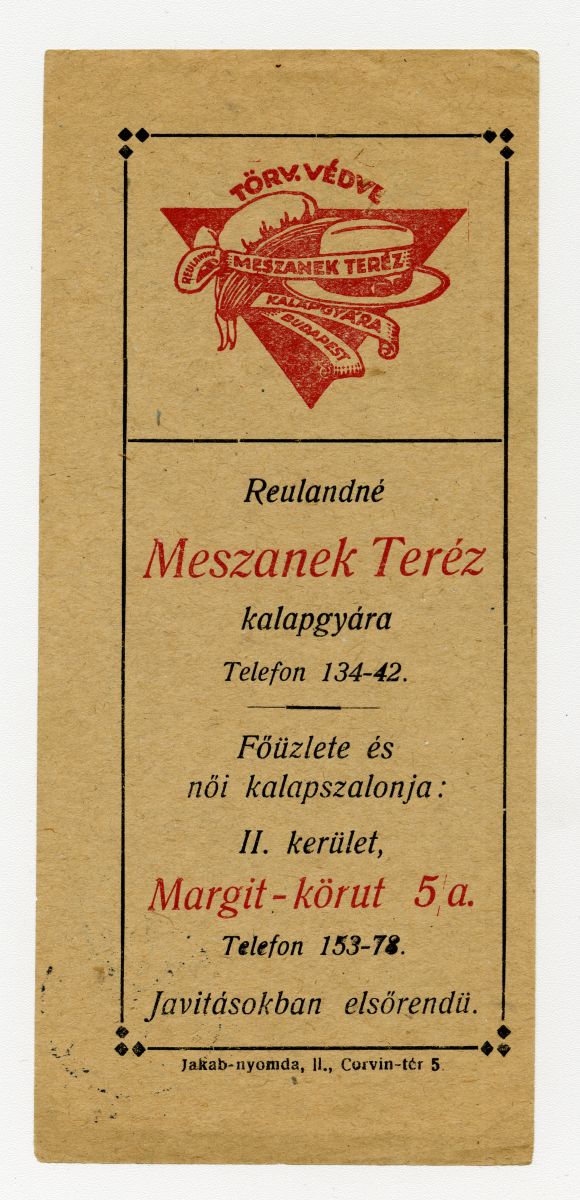 TÖRV. VÉDVE
REULANDNÉ
MESZANEK TERÉZ
KALAPGYÁRA
BUDAPEST
Reulandné
Meszanek Teréz
kalapgyára
Telefon 134-42.
Főüzlete és
női kalapszalonja:
II. kerület,
Margit-körut 5/a.
Telefon 153-78.
Javitásokban elsőrendü.
Jakab-nyomda, II., Corvin-tér 5